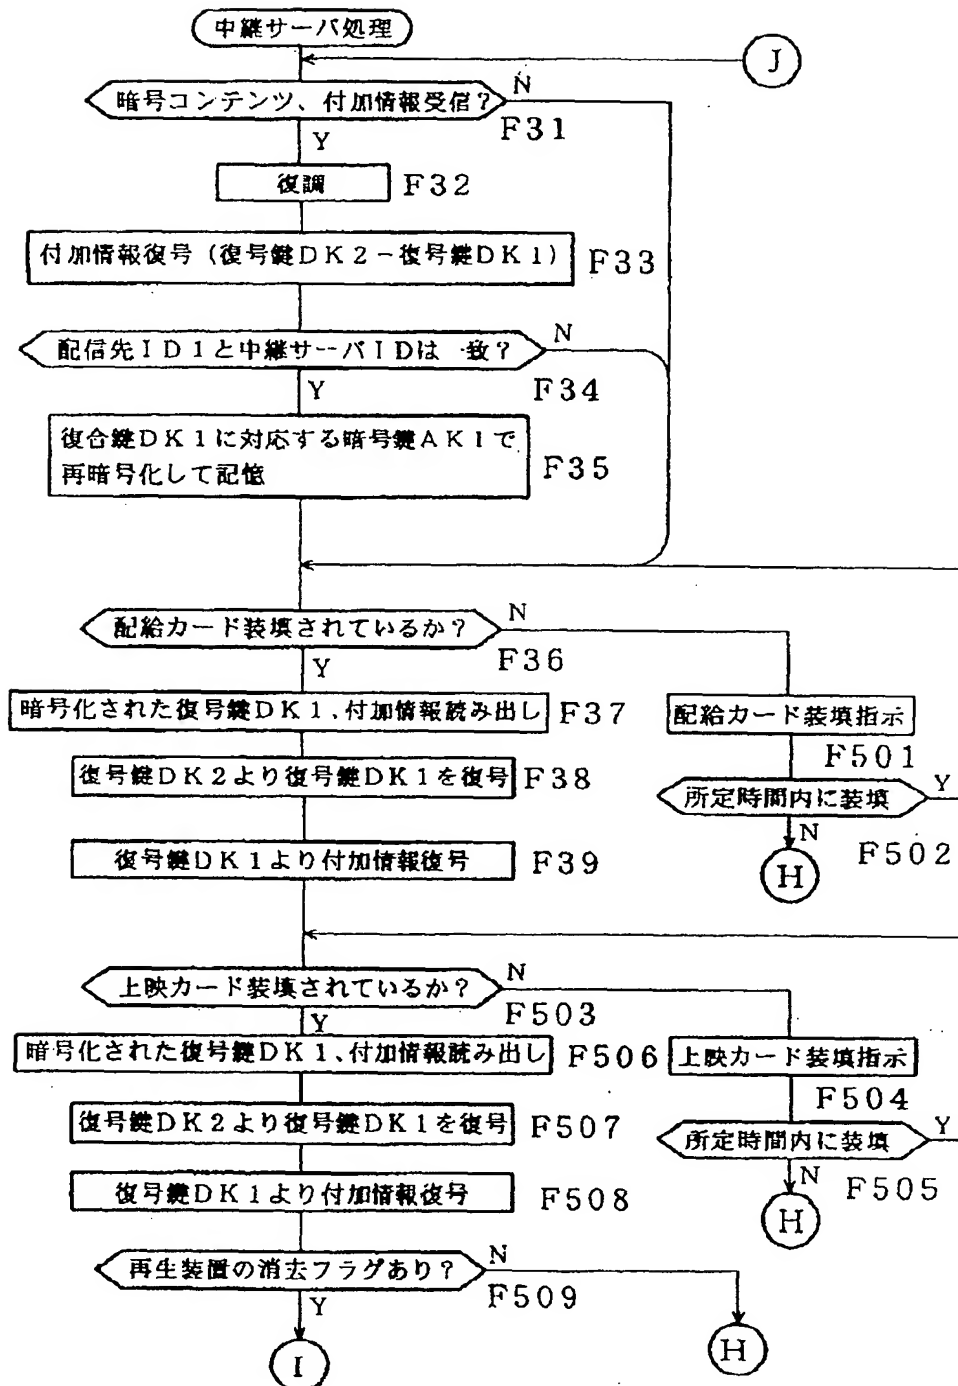 中継サーバ処理
J
暗号コンテンツ、付加情報受信?
N
F31
Y
復調
F32
付加情報復号(復号鍵DK2-復号鍵DK1)
F33
配信先ID1と中継サーバIDは一致?
N
F34
Y
復合鍵DK1に対応する暗号鍵AK1で
再暗号化して記憶
F35
配給カード装填されているか?
N
F36
Y
暗号化された復号鍵DK1、付加情報読み出し
F37
配給カード装填指示
F501
復号鍵DK2より復号鍵DK1を復号
F38
所定時間内に装填
Y
N
F502
復号鍵DK1より付加情報復号
F39
H
上映カード装填されているか?
N
F503
Y
暗号化された復号鍵DK1、付加情報読み出し
F506
上映カード装填指示
F504
復号鍵DK2より復号鍵DK1を復号
F507
所定時間内に装填
Y
N
F505
復号鍵DK1より付加情報復号
F508
H
再生装置の消去フラグあり?
N
F509
Y
I
H